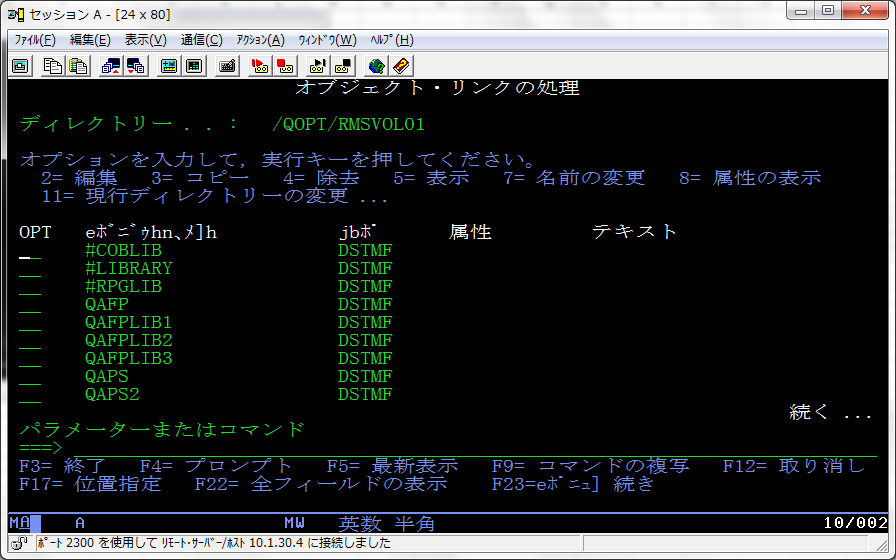 セッション A - [24 x 80]
ﾌｧｲﾙ(F) 編集(E) 表示(V) 通信(C) ｱｸｼｮﾝ(A) ｳｨﾝﾄﾞｳ(W) ﾍﾙﾌﾟ(H)
オブジェクト・リンクの処理
ディレクトリー . . : /QOPT/RMSVOL01
オプションを入力して, 実行キーを押してください。
2= 編集 3= コピー 4= 除去 5= 表示 7= 名前の変更 8= 属性の表示
11= 現行ディレクトリーの変更 ...
OPT eﾎﾞﾆﾞｩhn､ﾒ]h jbﾎﾞ 属性 テキスト
#COBLIB DSTMF
#LIBRARY DSTMF
#RPGLIB DSTMF
QAFP DSTMF
QAFPLIB1 DSTMF
QAFPLIB2 DSTMF
QAFPLIB3 DSTMF
QAPS DSTMF
QAPS2 DSTMF
続く ...
パラメーターまたはコマンド
===>
F3= 終了 F4= プロンプト F5= 最新表示 F9= コマンドの複写 F12= 取り消し
F17= 位置指定 F22= 全フィールドの表示 F23=eﾎﾞﾆｭ] 続き
MA A MW 英数 半角 10/002
ﾎﾟｰﾄ 2300 を使用して ﾘﾓｰﾄ･ｻｰﾊﾞｰ/ﾎｽﾄ 10.1.30.4 に接続しました